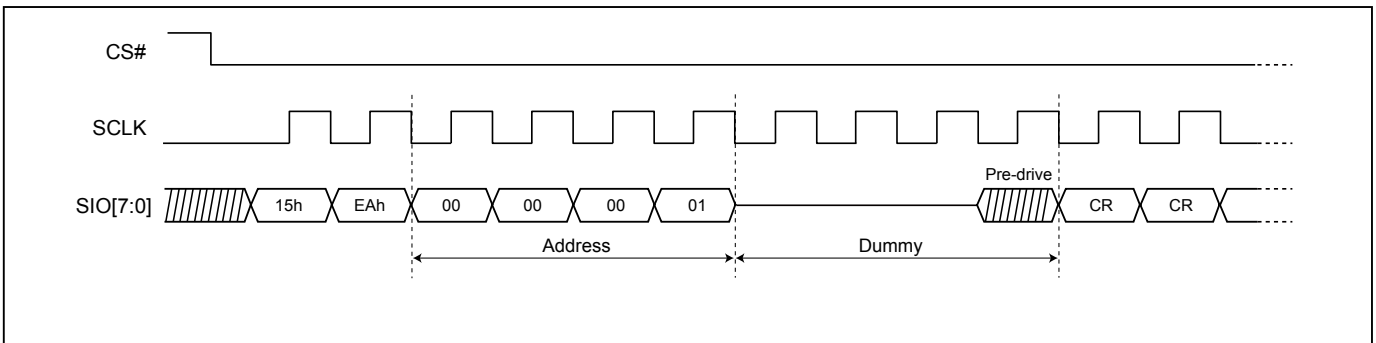 CS#
SCLK
Pre-drive
SIO[7:0] 15h EAh 00 00 00 01 CR CR
Address Dummy